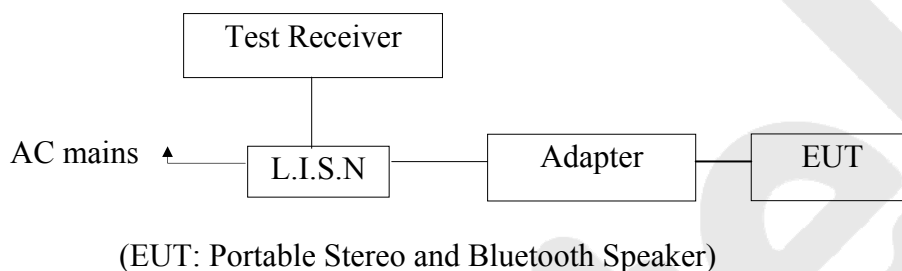 Test Receiver
AC mains
L.I.S.N
Adapter
EUT
(EUT: Portable Stereo and Bluetooth Speaker)